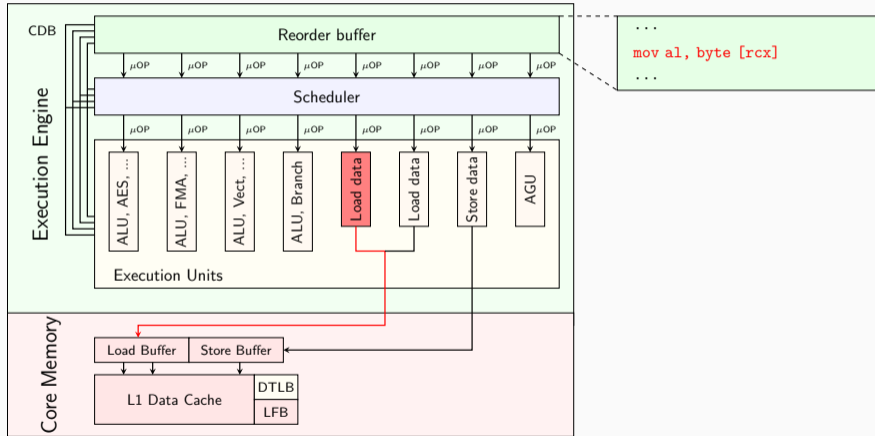 CDB
Reorder buffer
...
mov al, byte [rcx]
...
μOP μOP μOP μOP μOP μOP μOP μOP
Scheduler
μOP μOP μOP μOP μOP μOP μOP μOP
Execution Engine
ALU, AES, ...
ALU, FMA, ...
ALU, Vect, ...
ALU, Branch
Load data
Load data
Store data
AGU
Execution Units
Core Memory
Load Buffer
Store Buffer
L1 Data Cache
DTLB
LFB